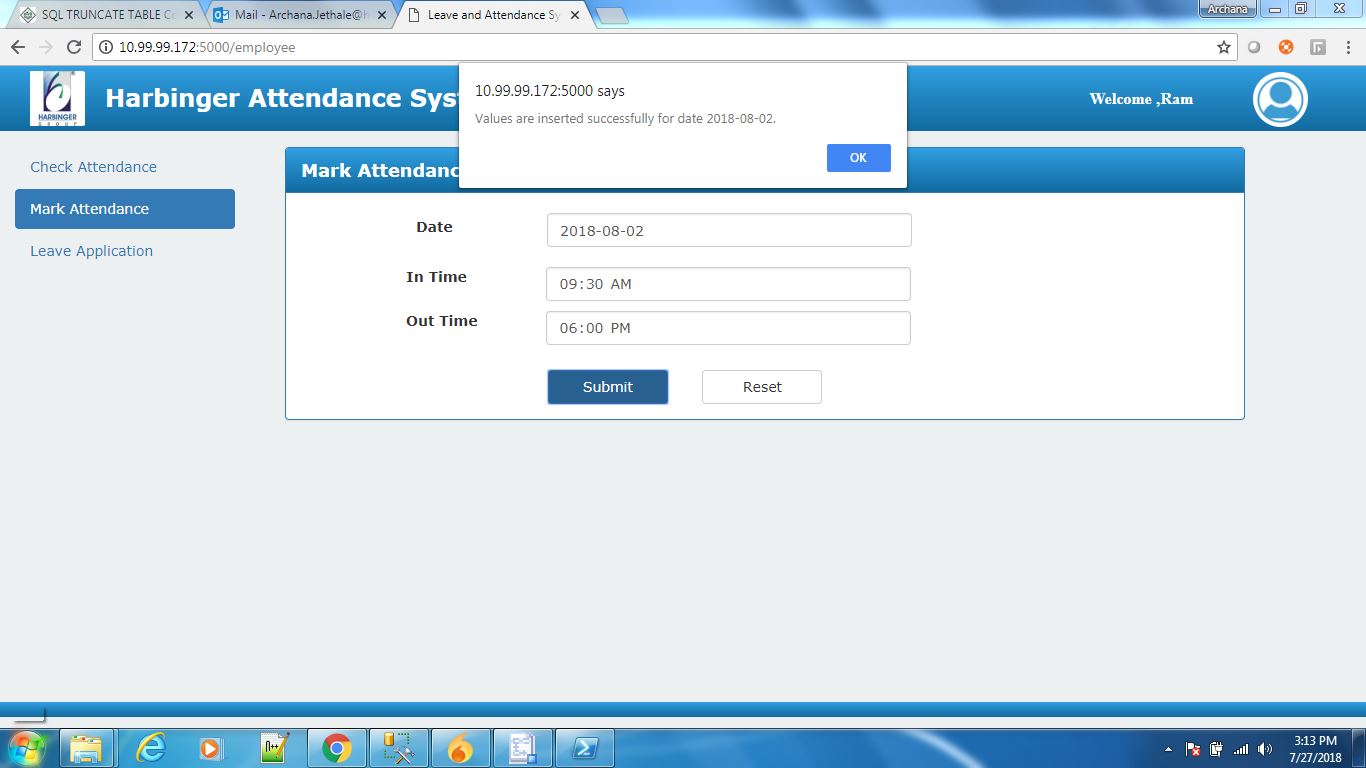 SQL TRUNCATE TABLE Co
Mail - Archana.Jethale@h
Leave and Attendance Sy
Archana
10.99.99.172:5000/employee
HARBINGER
GROUP
Harbinger Attendance Sys
Welcome ,Ram
10.99.99.172:5000 says
Values are inserted successfully for date 2018-08-02.
OK
Check Attendance
Mark Attendance
Leave Application
Mark Attendanc
Date
2018-08-02
In Time
09:30 AM
Out Time
06:00 PM
Submit
Reset
3:13 PM
7/27/2018